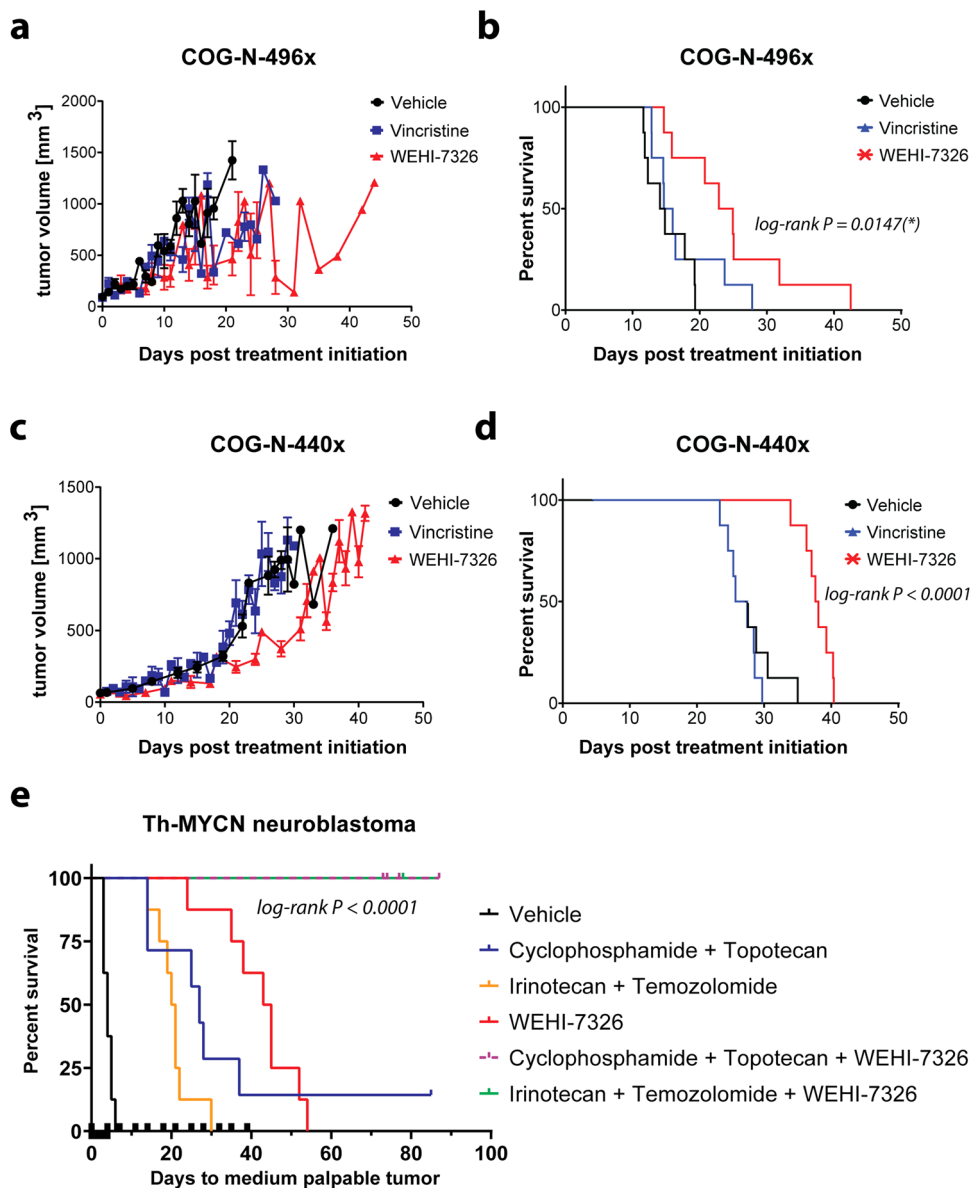 a
COG-N-496x
tumor volume [mm 3]
2000
1500
1000
500
0
0 10 20 30 40 50
Days post treatment initiation
Vehicle
Vincristine
WEHI-7326
b
COG-N-496x
Percent survival
100
50
0
0 10 20 30 40 50
Days post treatment initiation
Vehicle
Vincristine
WEHI-7326
log-rank P = 0.0147(*)
c
COG-N-440x
tumor volume [mm 3]
1500
1000
500
0
0 10 20 30 40 50
Days post treatment initiation
Vehicle
Vincristine
WEHI-7326
d
COG-N-440x
Percent survival
100
50
0
0 10 20 30 40 50
Days post treatment initiation
Vehicle
Vincristine
WEHI-7326
log-rank P < 0.0001
e
Th-MYCN neuroblastoma
Percent survival
100
75
50
25
0
0 20 40 60 80 100
Days to medium palpable tumor
log-rank P < 0.0001
Vehicle
Cyclophosphamide + Topotecan
Irinotecan + Temozolomide
WEHI-7326
Cyclophosphamide + Topotecan + WEHI-7326
Irinotecan + Temozolomide + WEHI-7326